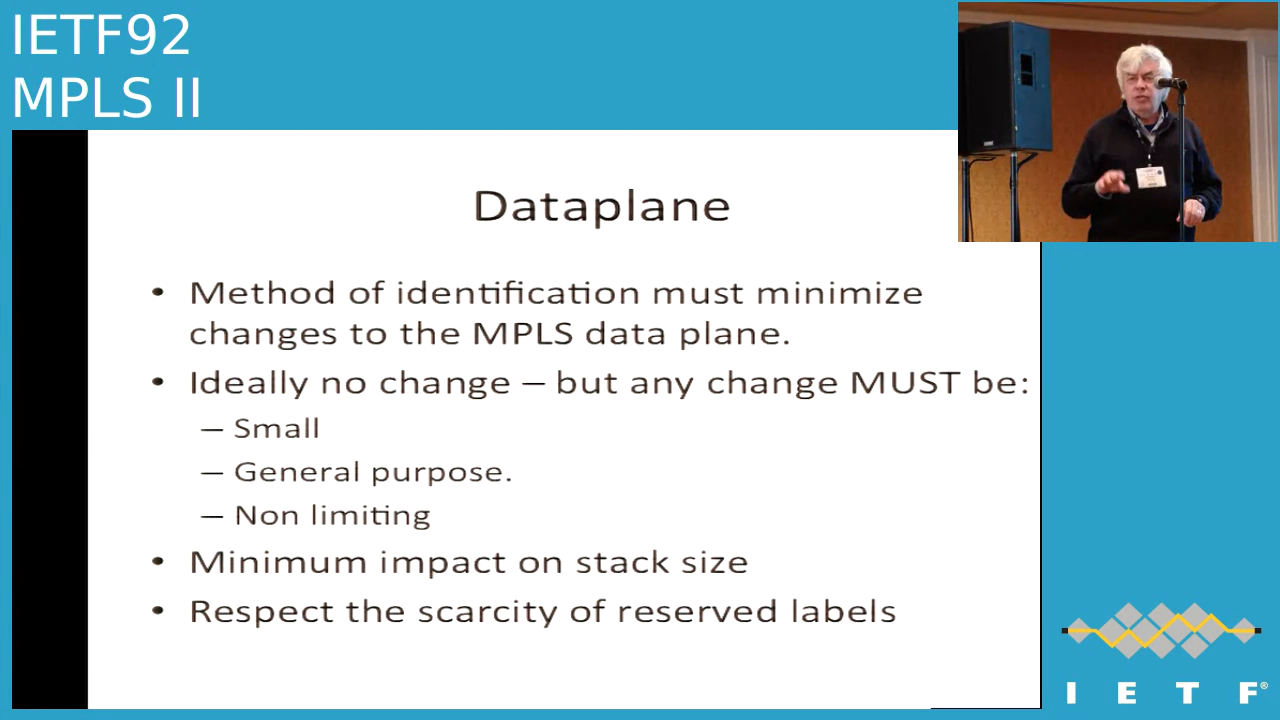 IETF92
MPLS II
Dataplane
• Method of identification must minimize
changes to the MPLS data plane.
• Ideally no change – but any change MUST be:
– Small
– General purpose.
– Non limiting
• Minimum impact on stack size
• Respect the scarcity of reserved labels
I E T F®